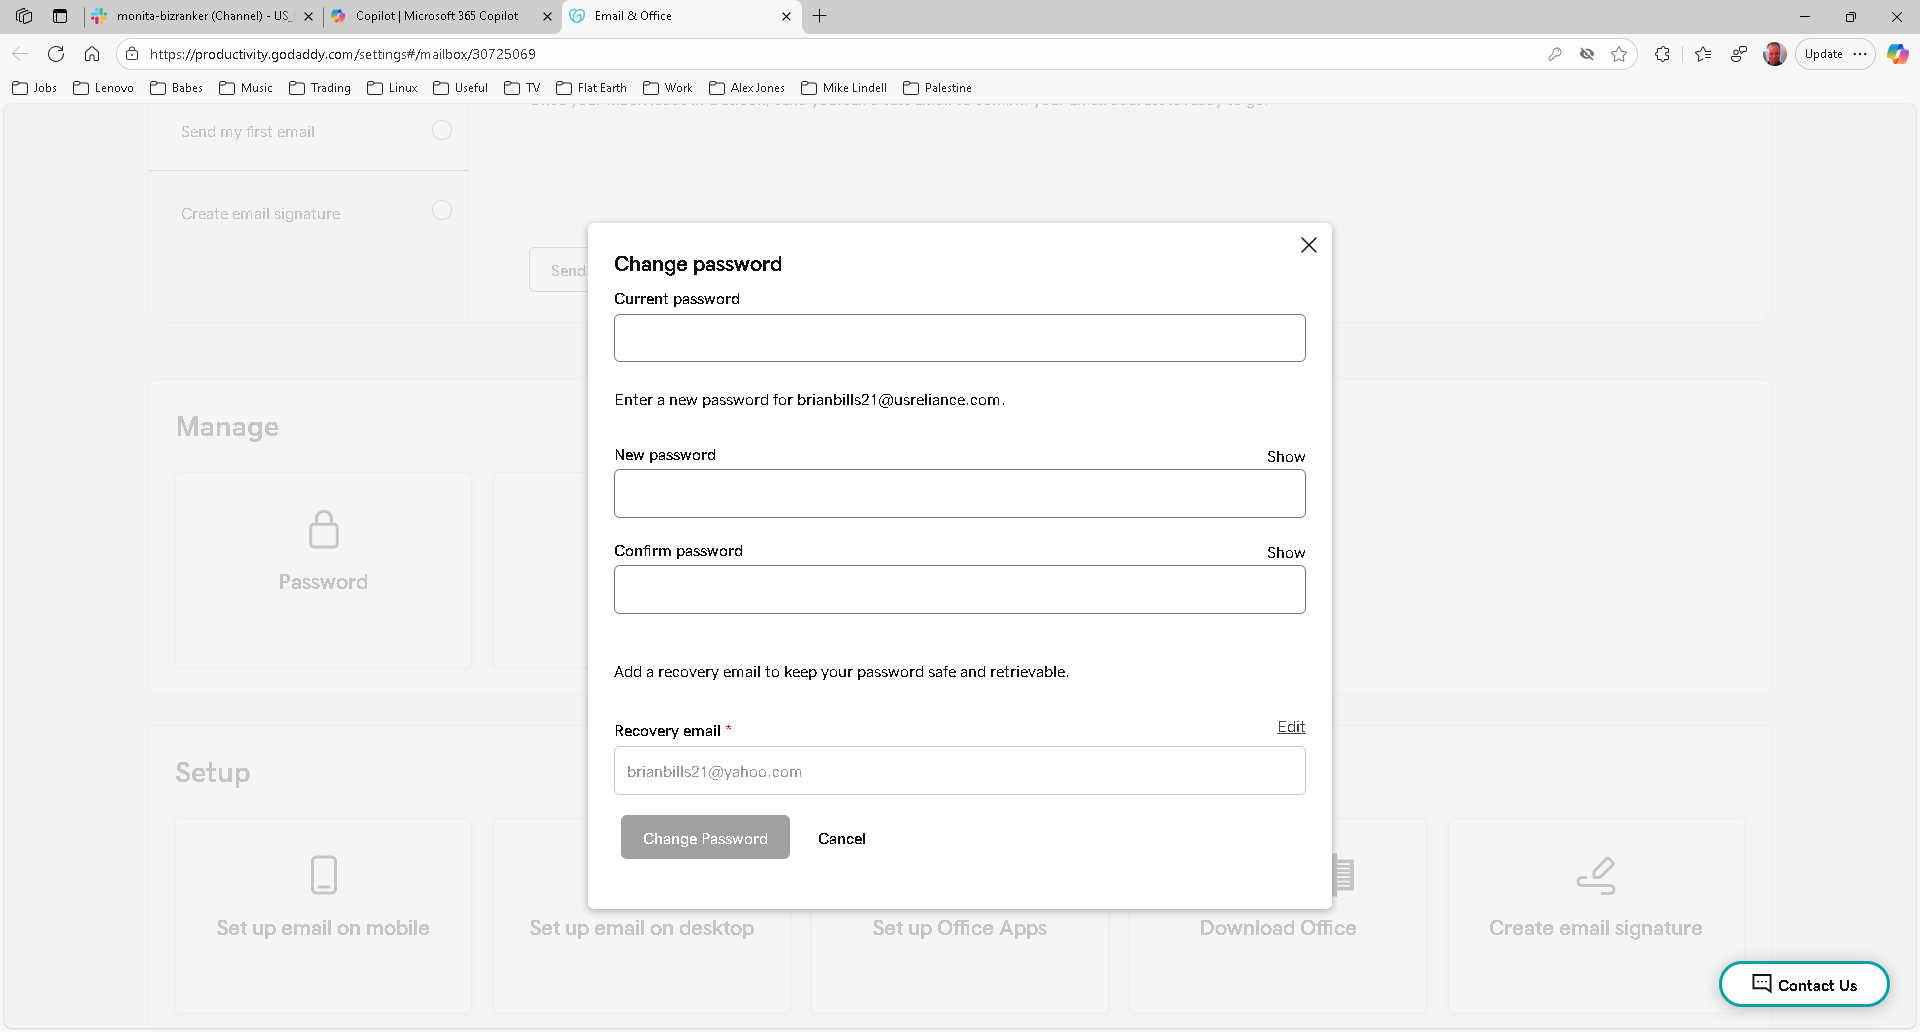 monita-bizranker (Channel) - US_
Copilot | Microsoft 365 Copilot
Email & Office
https://productivity.godaddy.com/settings#/mailbox/30725069
Update
Jobs
Lenovo
Babes
Music
Trading
Linux
Useful
TV
Flat Earth
Work
Alex Jones
Mike Lindell
Palestine
Send my first email
Create email signature
Send
Change password
Current password
Enter a new password for brianbills21@usreliance.com.
New password
Show
Confirm password
Show
Add a recovery email to keep your password safe and retrievable.
Recovery email *
Edit
brianbills21@yahoo.com
Change Password
Cancel
Manage
Password
Setup
Set up email on mobile
Set up email on desktop
Set up Office Apps
Download Office
Create email signature
Contact Us